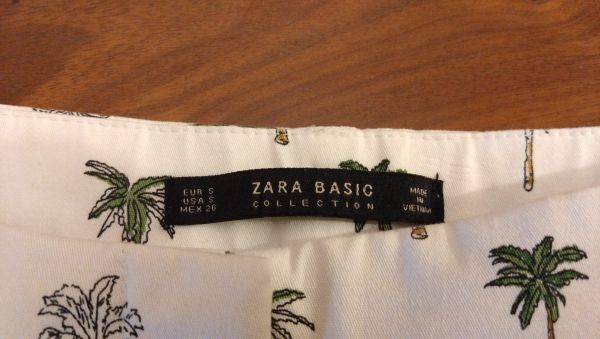 EUR S
USA S
MEX 26
ZARA BASIC
COLLECTION
MADE
IN
VIETNAM